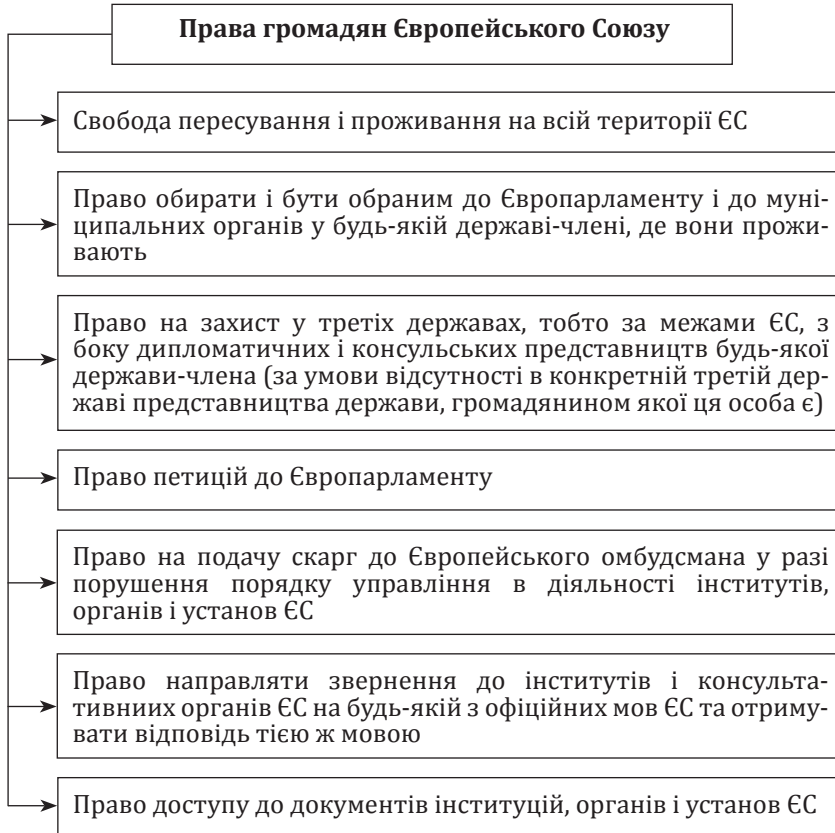 Права громадян Європейського Союзу
Свобода пересування і проживання на всій території ЄС
Право обирати і бути обраним до Європарламенту і до муні-
ципальних органів у будь-якій державі-члені, де вони прожи-
вають
Право на захист у третіх державах, тобто за межами ЄС, з
боку дипломатичних і консульських представництв будь-якої
держави-члена (за умови відсутності в конкретній третій дер-
жаві представництва держави, громадянином якої ця особа є)
Право петицій до Європарламенту
Право на подачу скарг до Європейського омбудсмана у разі
порушення порядку управління в діяльності інститутів,
органів і установ ЄС
Право направляти звернення до інститутів і консульта-
тивниих органів ЄС на будь-якій з офіційних мов ЄС та отриму-
вати відповідь тією ж мовою
Право доступу до документів інституцій, органів і установ ЄС